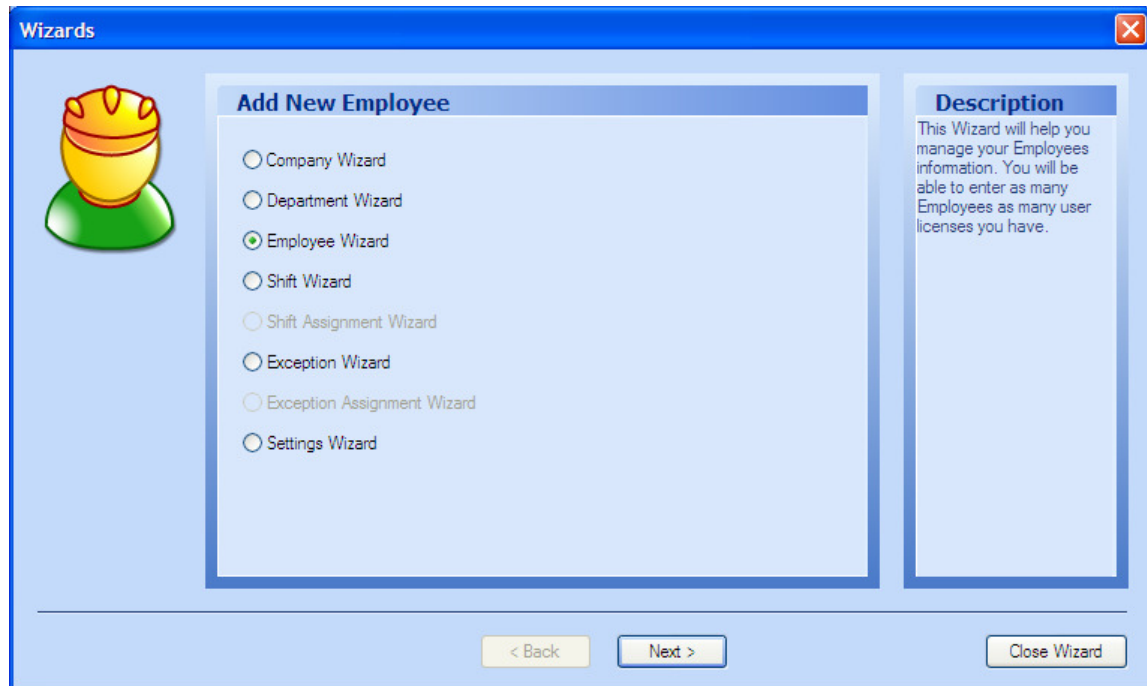 Wizards
Add New Employee
Company Wizard
Department Wizard
Employee Wizard
Shift Wizard
Shift Assignment Wizard
Exception Wizard
Exception Assignment Wizard
Settings Wizard
Description
This Wizard will help you
manage your Employees
information. You will be
able to enter as many
Employees as many user
licenses you have.
< Back
Next >
Close Wizard